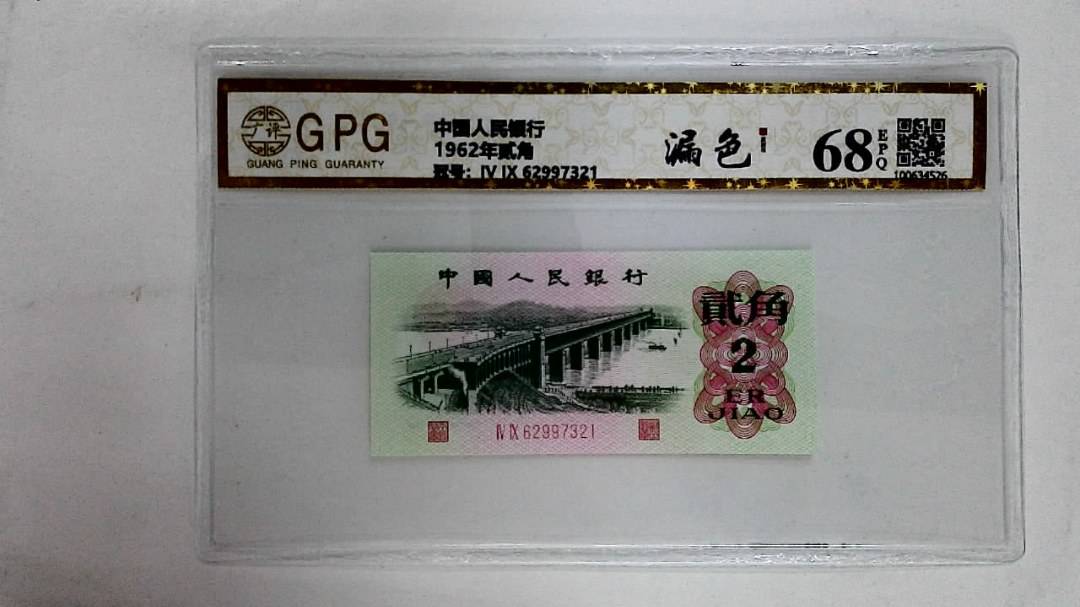 广评
GPG
GUANG PING GUARANTY
中国人民银行
1962年贰角
冠号: IV IX 62997321
漏色
68
EPQ
100634526
中國人民銀行
貳角
2
ER
JIAO
IV IX 62997321